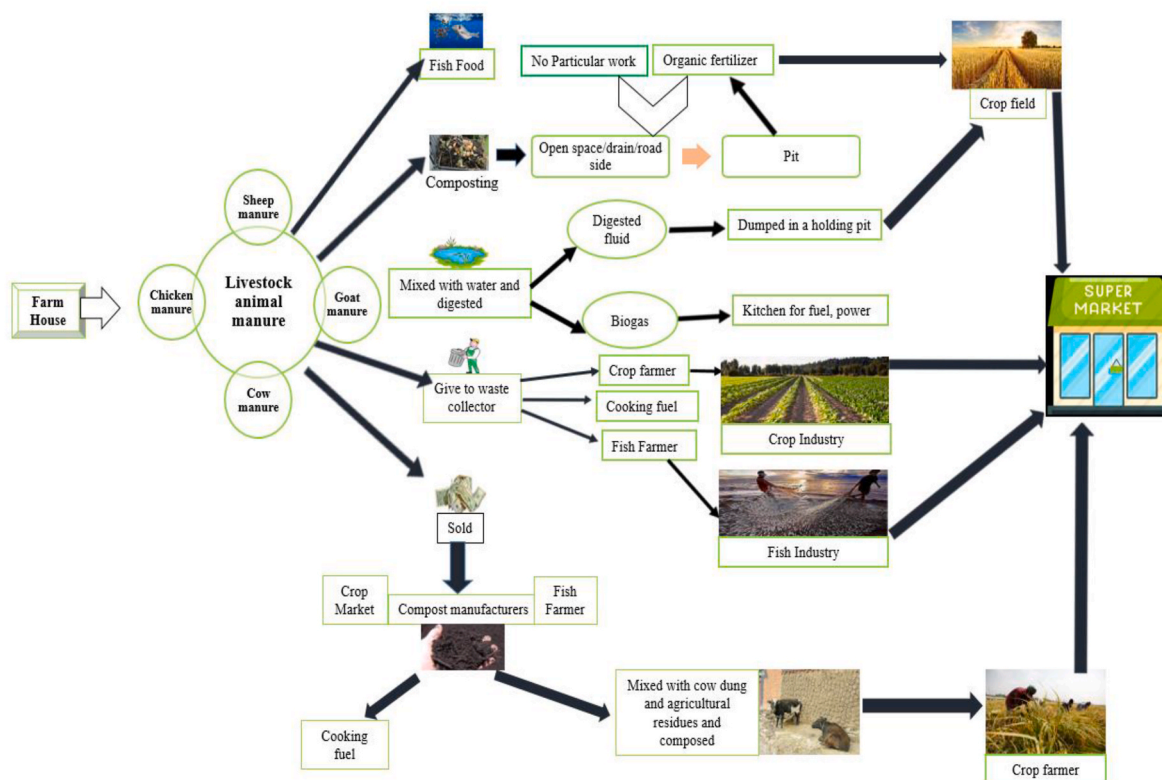 Fish Food
No Particular work
Organic fertilizer
Crop field
Composting
Open space/drain/road
side
Pit
Sheep
manure
Chicken
manure
Livestock
animal
manure
Goat
manure
Cow
manure
Farm
House
Mixed with water and
digested
Digested
fluid
Dumped in a holding pit
Biogas
Kitchen for fuel, power
SUPER
MARKET
Give to waste
collector
Crop farmer
Cooking fuel
Fish Farmer
Crop Industry
Fish Industry
Sold
Crop
Market
Compost manufacturers
Fish
Farmer
Cooking
fuel
Mixed with cow dung
and agricultural
residues and
composed
Crop farmer